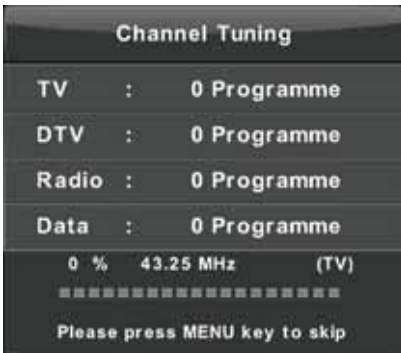 Channel Tuning
TV : 0 Programme
DTV : 0 Programme
Radio : 0 Programme
Data : 0 Programme
0 % 43.25 MHz (TV)
Please press MENU key to skip